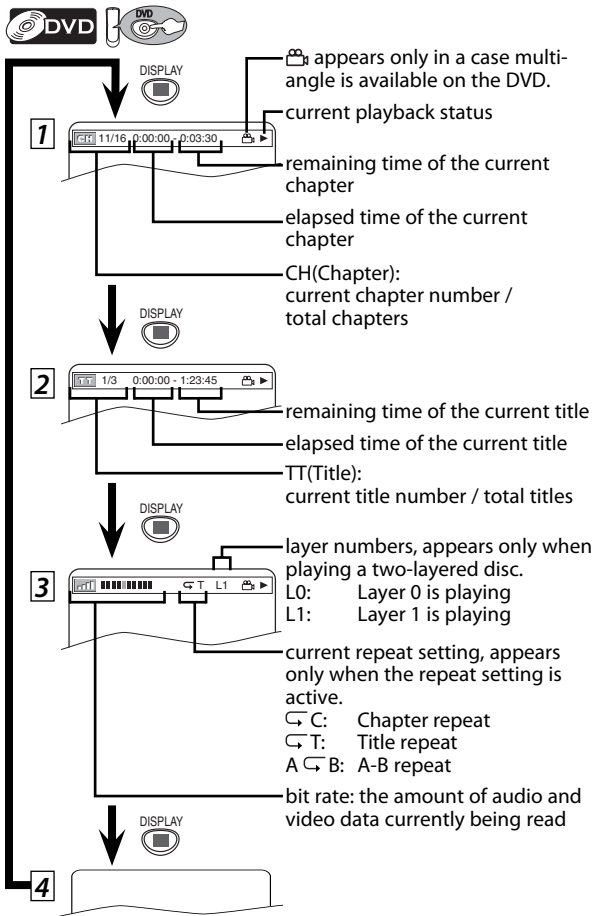 DVD DVD
DISPLAY
appears only in a case multi-
angle is available on the DVD.
current playback status
1
CH 11/16 0:00:00 - 0:03:30
remaining time of the current
chapter
elapsed time of the current
chapter
CH(Chapter):
current chapter number /
total chapters
DISPLAY
2
TT 1/3 0:00:00 - 1:23:45
remaining time of the current title
elapsed time of the current title
TT(Title):
current title number / total titles
DISPLAY
3
T L1
layer numbers, appears only when
playing a two-layered disc.
L0: Layer 0 is playing
L1: Layer 1 is playing
current repeat setting, appears
only when the repeat setting is
active.
C: Chapter repeat
T: Title repeat
A B: A-B repeat
bit rate: the amount of audio and
video data currently being read
DISPLAY
4